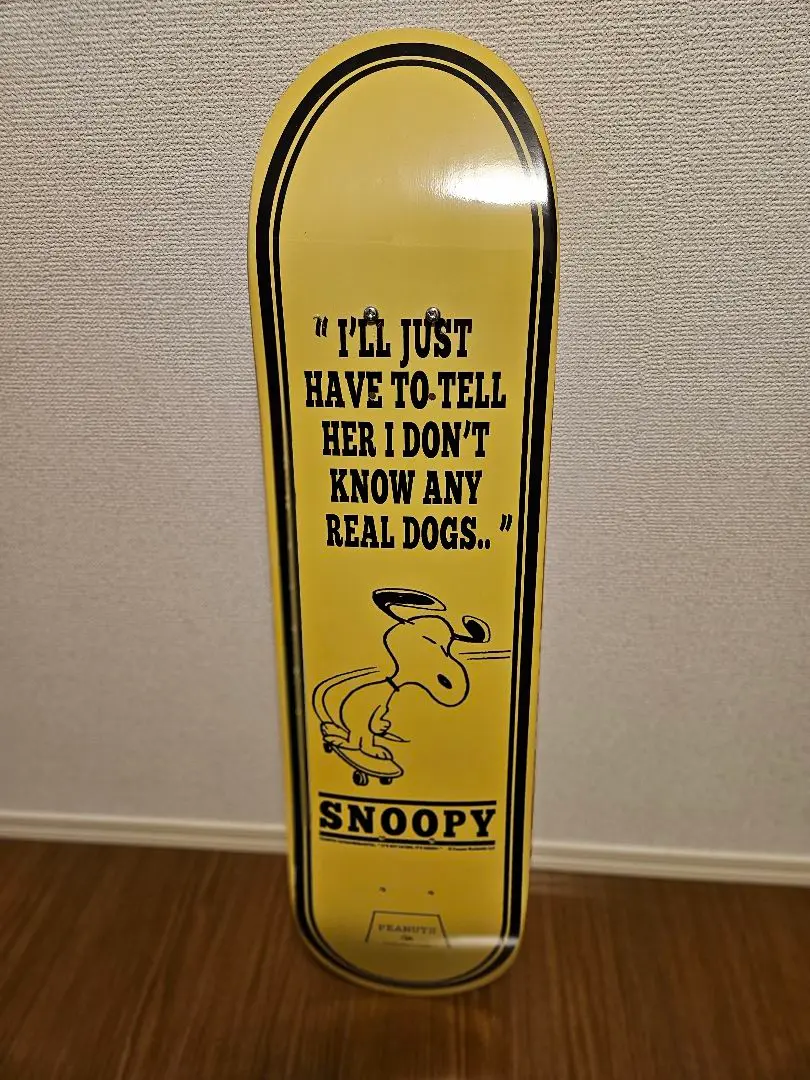 " I'LL JUST
HAVE TO TELL
HER I DON'T
KNOW ANY
REAL DOGS.. "
SNOOPY
PEANUTS